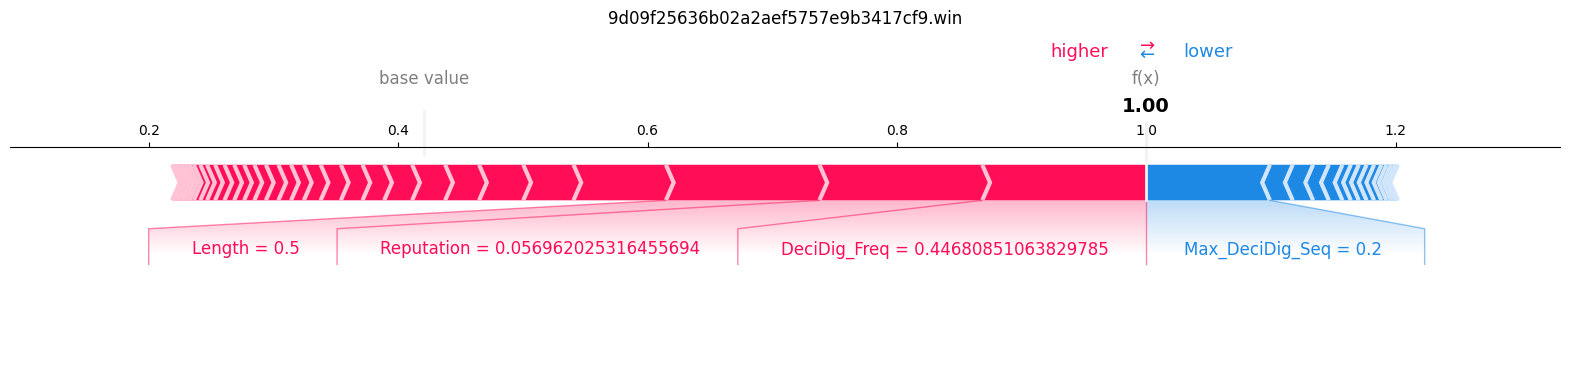 9d09f25636b02a2aef5757e9b3417cf9.win
higher ⇄ lower
base value f(x)
1.00
0.2 0.4 0.6 0.8 1 0 1.2
Length = 0.5 Reputation = 0.056962025316455694 DeciDig_Freq = 0.44680851063829785 Max_DeciDig_Seq = 0.2